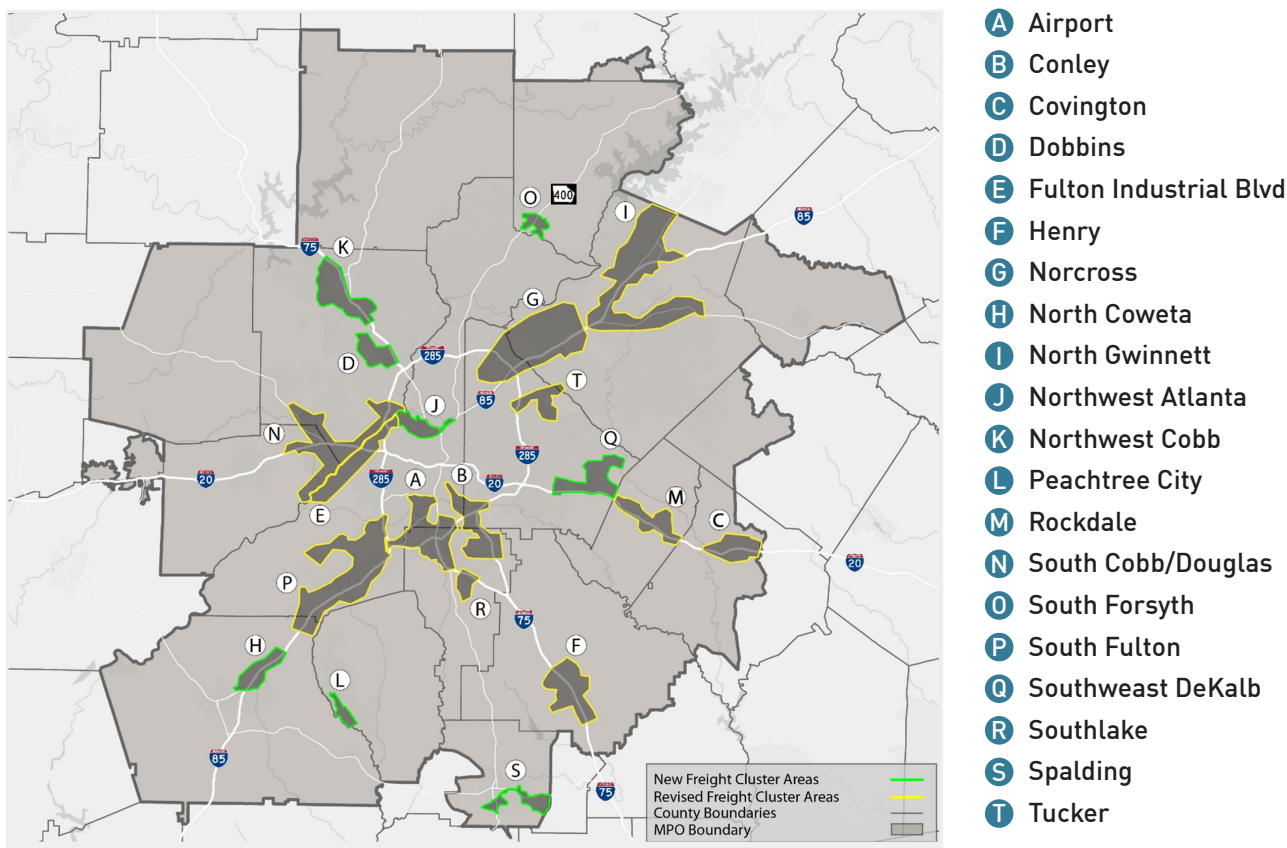 O
400
I
85
75
K
G
D
285
T
J
85
N
Q
285
20
285
A
B
20
M
C
E
20
P
R
75
H
F
L
85
S
75
New Freight Cluster Areas
Revised Freight Cluster Areas
County Boundaries
MPO Boundary
A Airport
B Conley
C Covington
D Dobbins
E Fulton Industrial Blvd
F Henry
G Norcross
H North Coweta
I North Gwinnett
J Northwest Atlanta
K Northwest Cobb
L Peachtree City
M Rockdale
N South Cobb/Douglas
O South Forsyth
P South Fulton
Q Southweast DeKalb
R Southlake
S Spalding
T Tucker